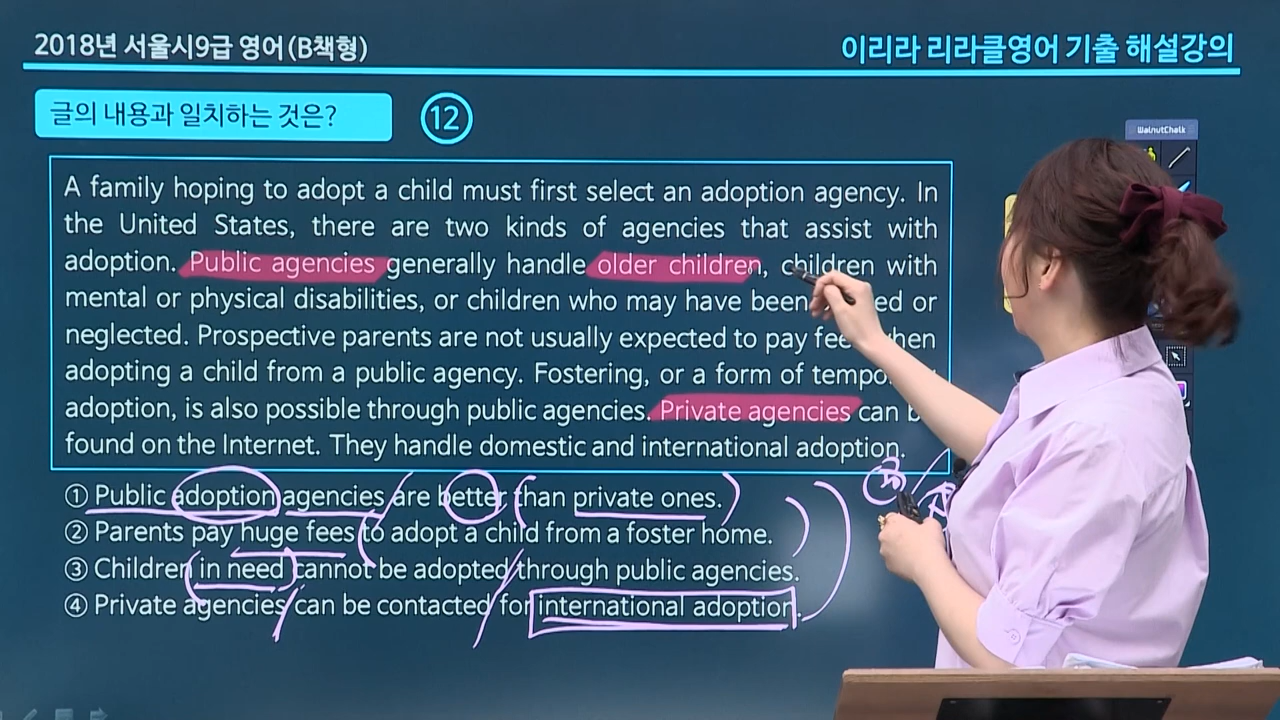 2018년 서울시9급 영어(B책형)
이리라 리라클영어 기출 해설강의
글의 내용과 일치하는 것은?
12
WalnutChalk
A family hoping to adopt a child must first select an adoption agency. In
the United States, there are two kinds of agencies that assist with
adoption. Public agencies generally handle older children, children with
mental or physical disabilities, or children who may have been or
neglected. Prospective parents are not usually expected to pay
adopting a child from a public agency. Fostering, or a form of
adoption, is also possible through public agencies. Private agencies can
found on the Internet. They handle domestic and international adoption.
① Public adoption agencies are better than private ones.
② Parents pay huge fees to adopt a child from a foster home.
③ Children in need cannot be adopted through public agencies.
④ Private agencies can be contacted for international adoption.